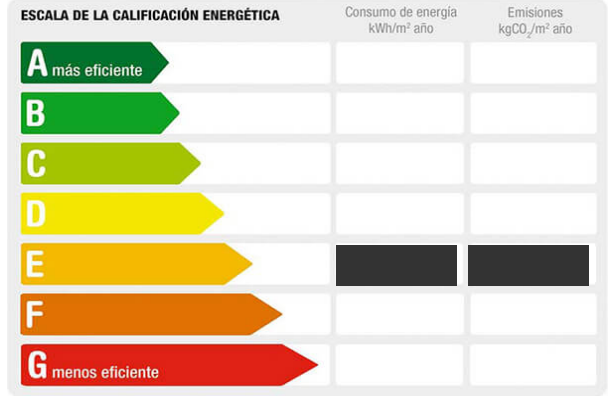 ESCALA DE LA CALIFICACIÓN ENERGÉTICA
Consumo de energía
kWh/m² año
Emisiones
kgCO₂/m² año
A más eficiente
B
C
D
E
F
G menos eficiente